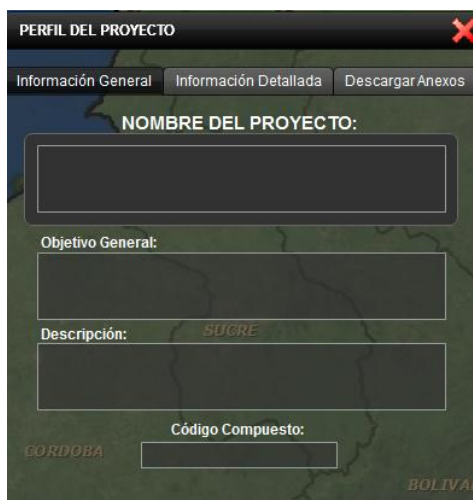 PERFIL DEL PROYECTO
Información General Información Detallada Descargar Anexos
NOMBRE DEL PROYECTO:
Objetivo General:
SUCRE
Descripción:
Código Compuesto:
CORDOBA
BOLIVA